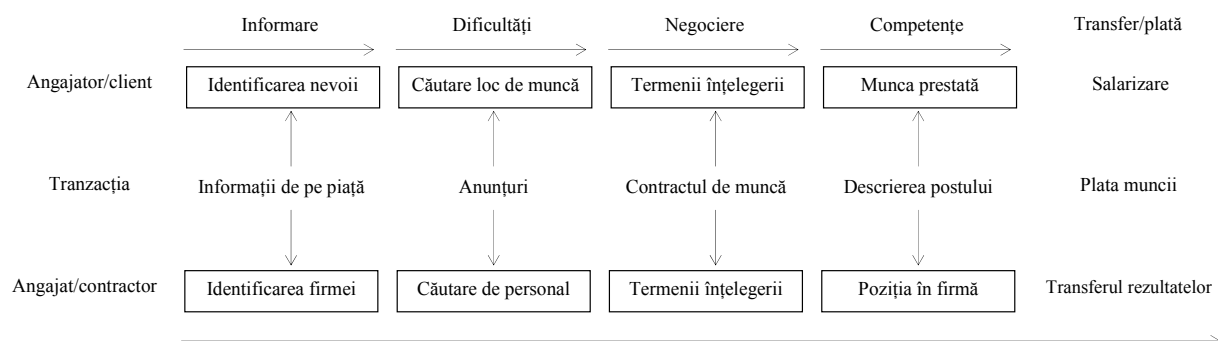 Informare Dificultăți Negociere Competențe Transfer/plată
Angajator/client Identificarea nevoii Căutare loc de muncă Termenii înțelegerii Munca prestată Salarizare
Tranzacția Informații de pe piață Anunțuri Contractul de muncă Descrierea postului Plata muncii
Angajat/contractor Identificarea firmei Căutare de personal Termenii înțelegerii Poziția în firmă Transferul rezultatelor